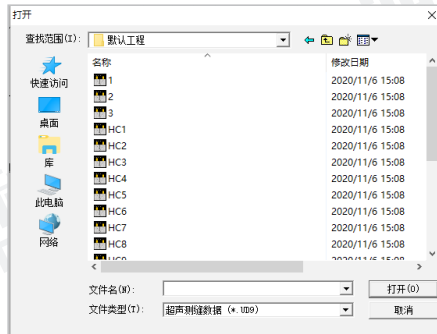 打开
查找范围(I): 默认工程
名称 修改日期
1 2020/11/6 15:08
2 2020/11/6 15:08
3 2020/11/6 15:08
HC1 2020/11/6 15:08
HC2 2020/11/6 15:08
HC3 2020/11/6 15:08
HC4 2020/11/6 15:08
HC5 2020/11/6 15:08
HC6 2020/11/6 15:08
HC7 2020/11/6 15:08
HC8 2020/11/6 15:08
快速访问
桌面
库
此电脑
网络
文件名(N): 打开(O)
文件类型(T): 超声测缝数据 (*.UD9) 取消